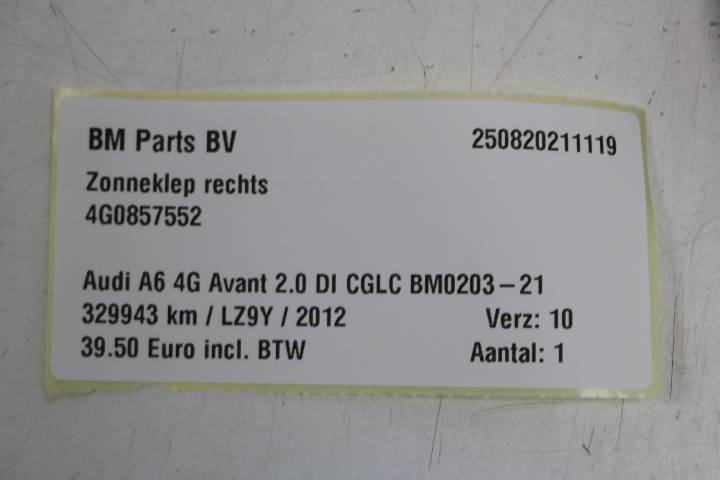 BM Parts BV 250820211119
Zonneklep rechts
4G0857552
Audi A6 4G Avant 2.0 DI CGLC BM0203-21
329943 km / LZ9Y / 2012 Verz: 10
39.50 Euro incl. BTW Aantal: 1